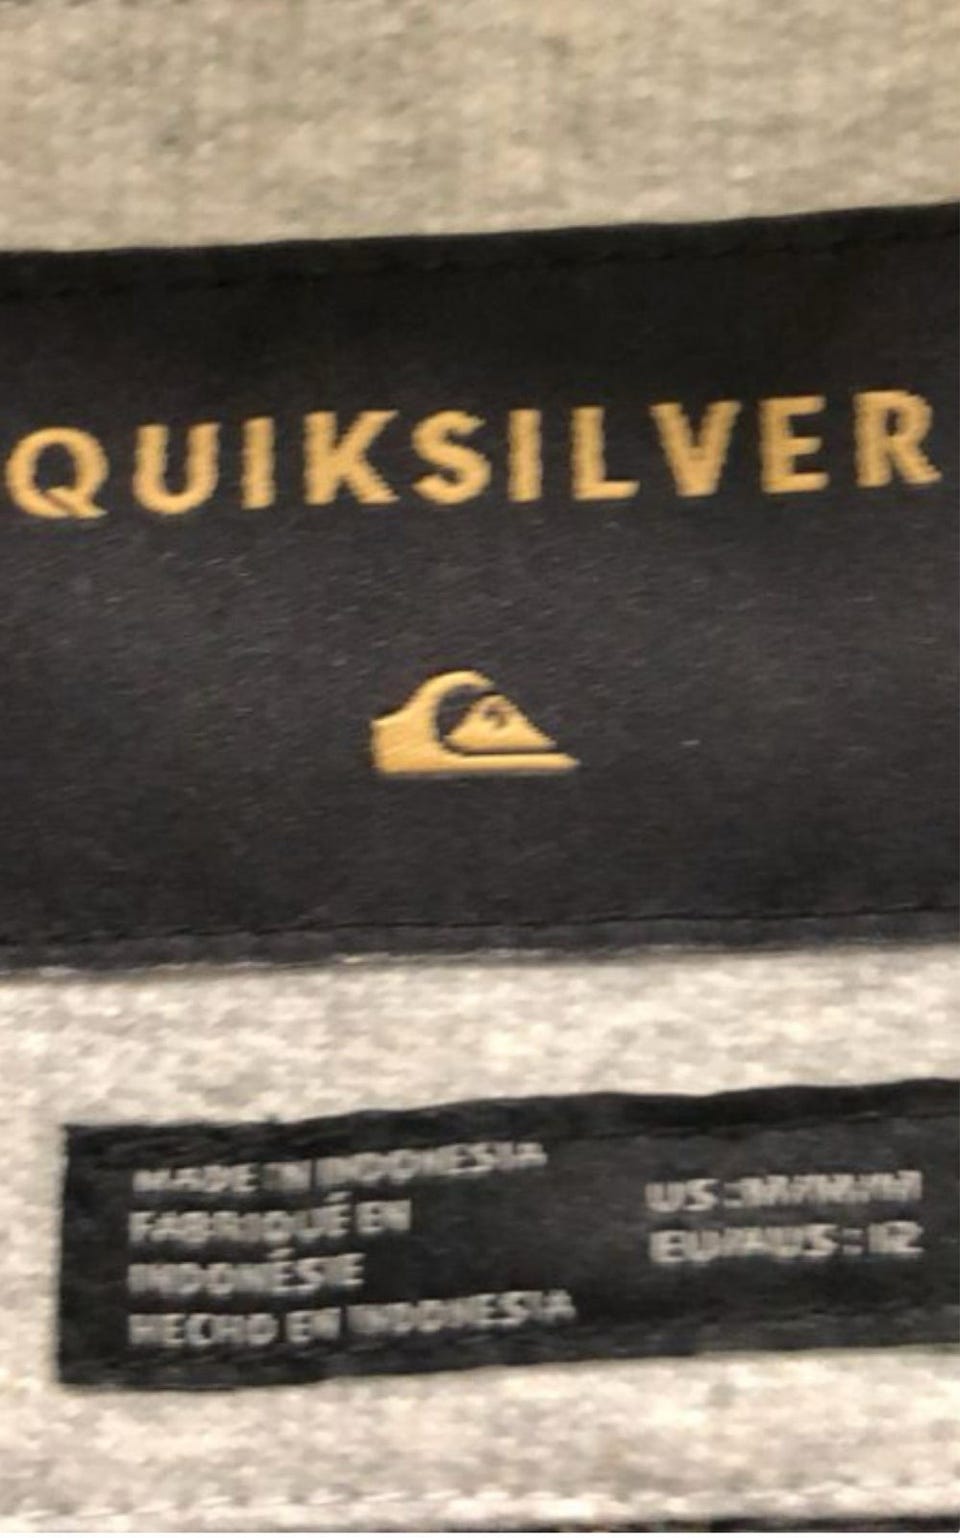 QUIKSILVER
MADE IN INDONESIA
FABRIQUÉ EN
INDONÉSIE
HECHO EN INDONESIA
US : M/M/M
EU/AUS : 12